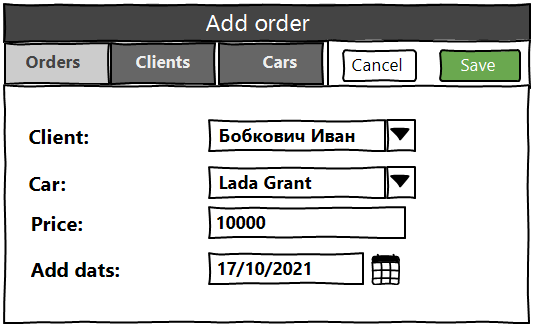 Add order
Orders Clients Cars Cancel Save
Client: Бобкович Иван
Car: Lada Grant
Price: 10000
Add dats: 17/10/2021